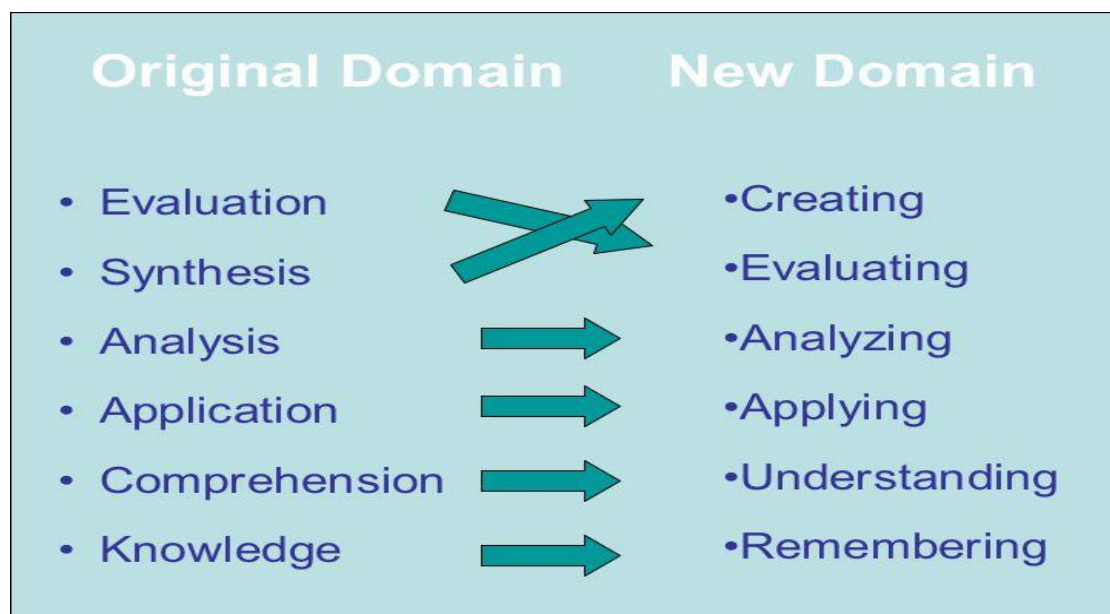 Original Domain
New Domain
• Evaluation
• Synthesis
• Analysis
• Application
• Comprehension
• Knowledge
•Creating
•Evaluating
•Analyzing
•Applying
•Understanding
•Remembering